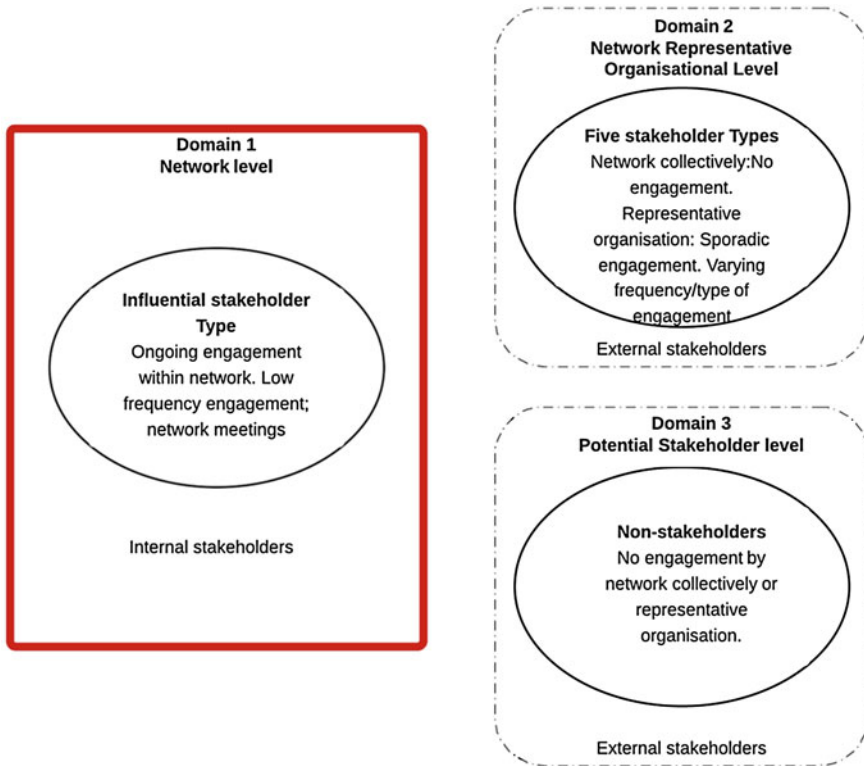 Domain 1
Network level
Influential stakeholder
Type
Ongoing engagement
within network. Low
frequency engagement;
network meetings
Internal stakeholders
Domain 2
Network Representative
Organisational Level
Five stakeholder Types
Network collectively:No
engagement.
Representative
organisation: Sporadic
engagement. Varying
frequency/type of
engagement
External stakeholders
Domain 3
Potential Stakeholder level
Non-stakeholders
No engagement by
network collectively or
representative
organisation.
External stakeholders